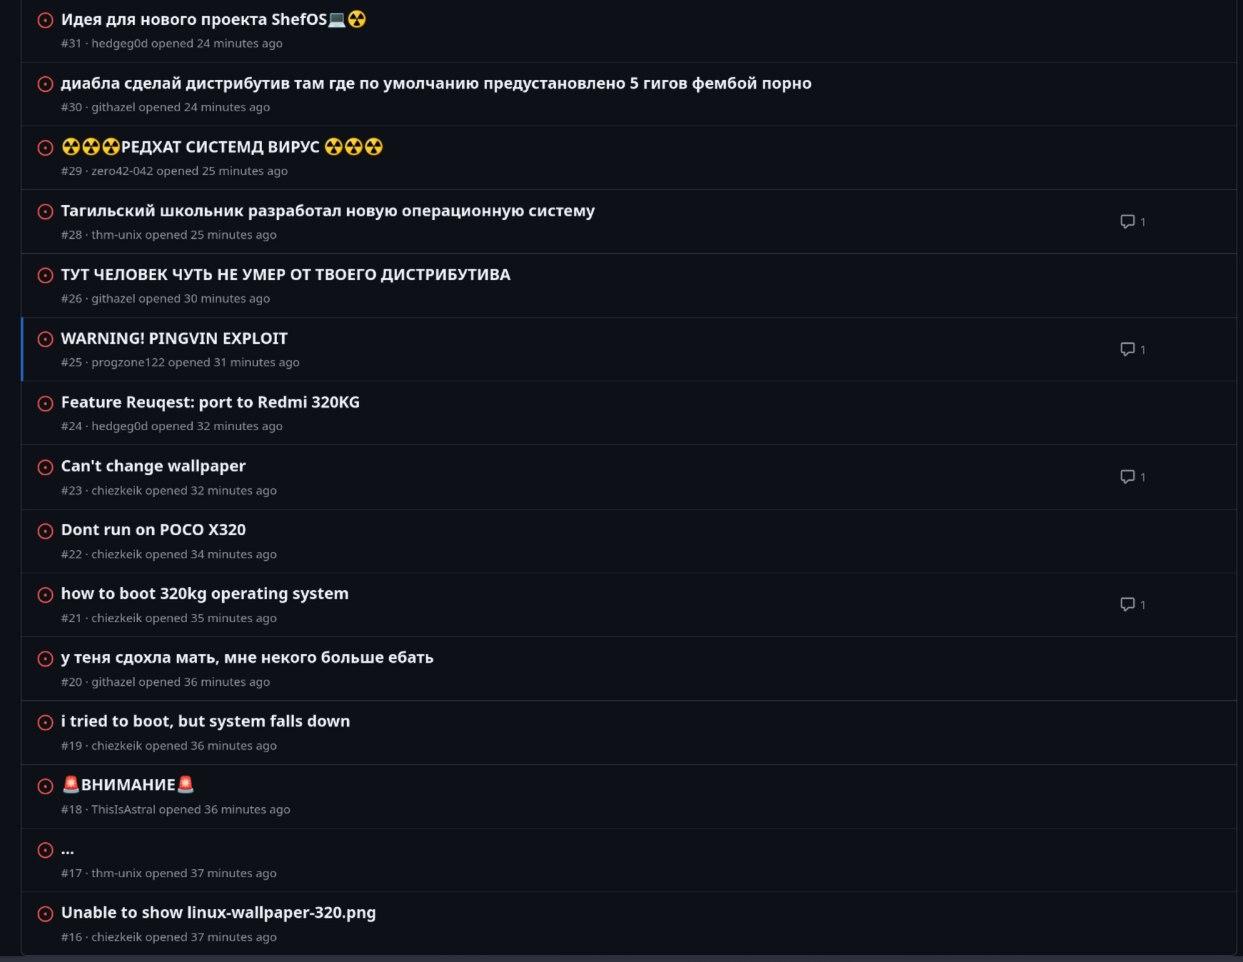 Идея для нового проекта ShefOS💻☢️
#31 · hedgeg0d opened 24 minutes ago
диабла сделай дистрибутив там где по умолчанию предустановлено 5 гигов фембой порно
#30 · githazel opened 24 minutes ago
☢️☢️☢️РЕДХАТ СИСТЕМД ВИРУС ☢️☢️☢️
#29 · zero42-042 opened 25 minutes ago
Тагильский школьник разработал новую операционную систему
1
#28 · thm-unix opened 25 minutes ago
ТУТ ЧЕЛОВЕК ЧУТЬ НЕ УМЕР ОТ ТВОЕГО ДИСТРИБУТИВА
#26 · githazel opened 30 minutes ago
WARNING! PINGVIN EXPLOIT
1
#25 · progzone122 opened 31 minutes ago
Feature Reuqest: port to Redmi 320KG
#24 · hedgeg0d opened 32 minutes ago
Can't change wallpaper
1
#23 · chiezkeik opened 32 minutes ago
Dont run on POCO X320
#22 · chiezkeik opened 34 minutes ago
how to boot 320kg operating system
1
#21 · chiezkeik opened 35 minutes ago
у теня сдохла мать, мне некого больше ебать
#20 · githazel opened 36 minutes ago
i tried to boot, but system falls down
#19 · chiezkeik opened 36 minutes ago
🚨ВНИМАНИЕ🚨
#18 · ThisIsAstral opened 36 minutes ago
...
#17 · thm-unix opened 37 minutes ago
Unable to show linux-wallpaper-320.png
#16 · chiezkeik opened 37 minutes ago